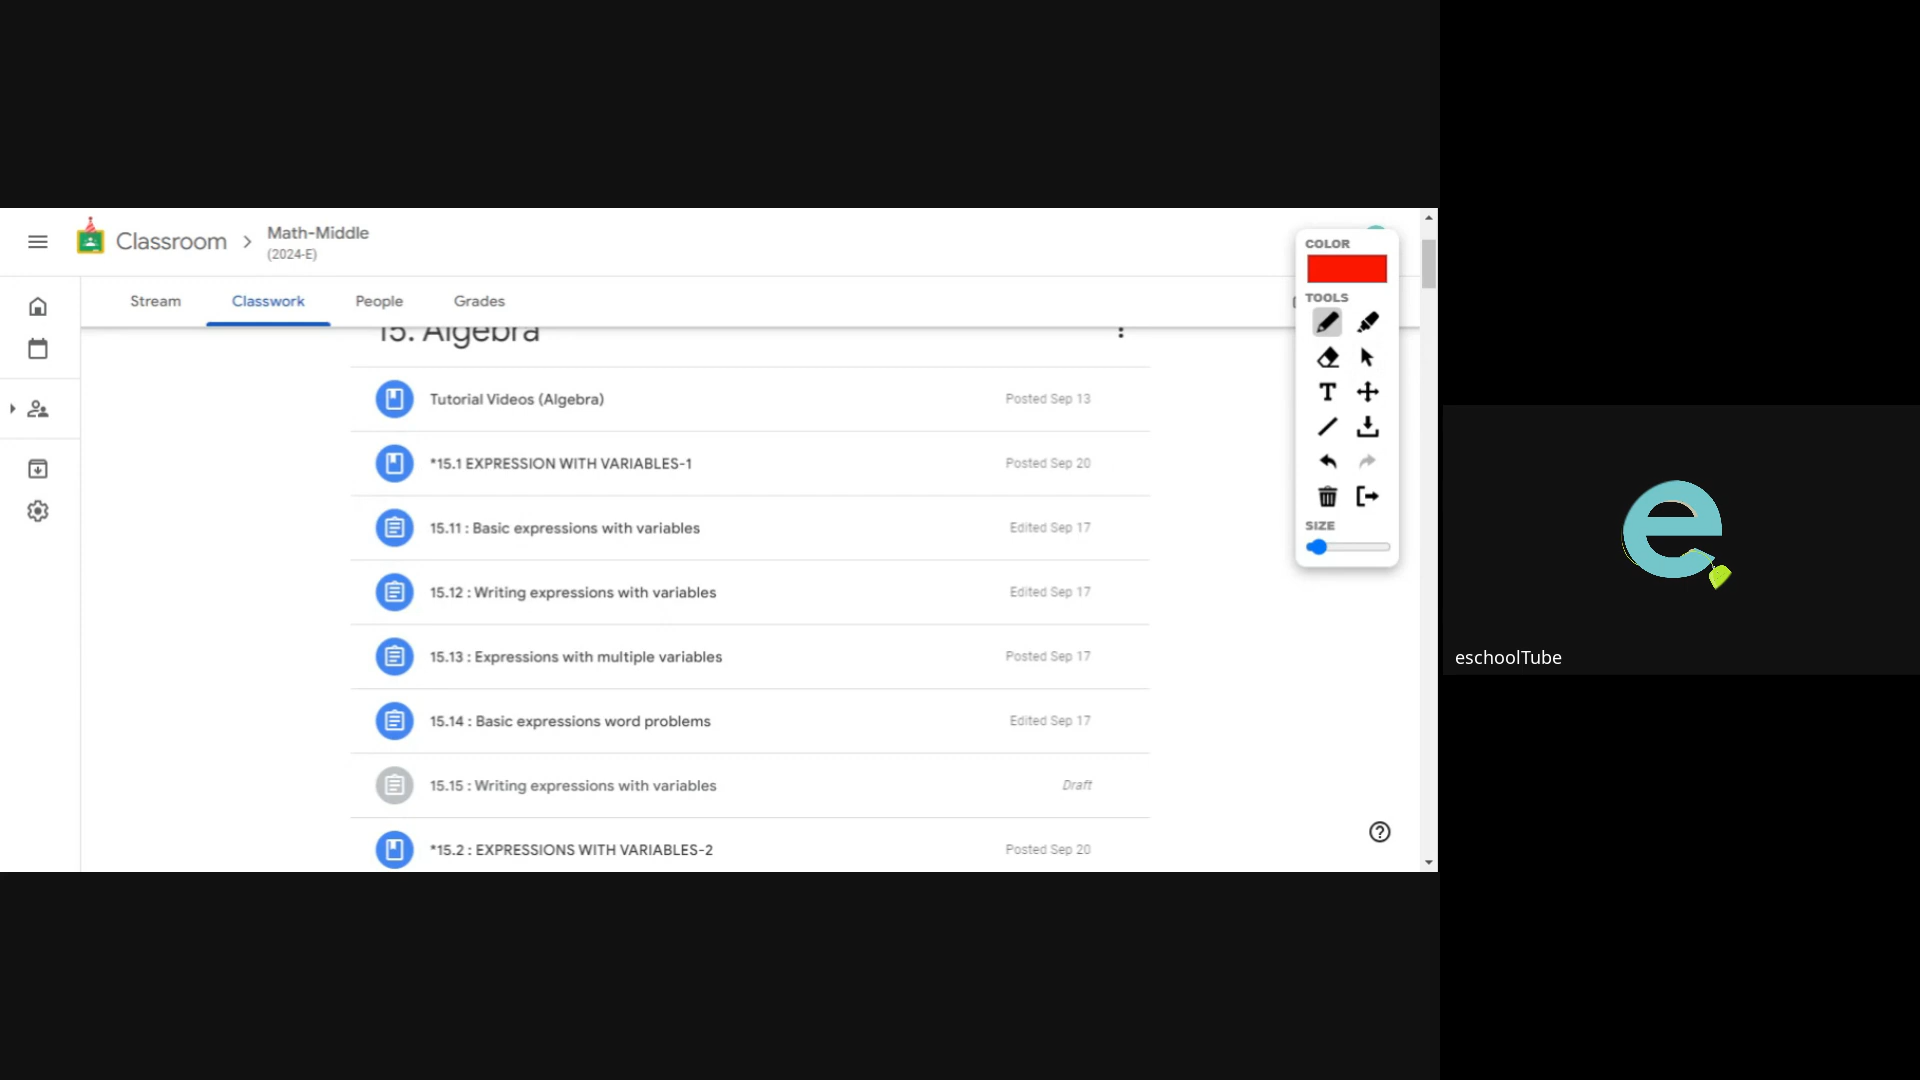 Classroom
Math-Middle
(2024-E)
Stream
Classwork
People
Grades
15. Algebra
Tutorial Videos (Algebra)
Posted Sep 13
*15.1 EXPRESSION WITH VARIABLES-1
Posted Sep 20
15.11 : Basic expressions with variables
Edited Sep 17
15.12 : Writing expressions with variables
Edited Sep 17
15.13 : Expressions with multiple variables
Posted Sep 17
15.14 : Basic expressions word problems
Edited Sep 17
15.15 : Writing expressions with variables
Draft
*15.2 : EXPRESSIONS WITH VARIABLES-2
Posted Sep 20
COLOR
TOOLS
SIZE
eschoolTube